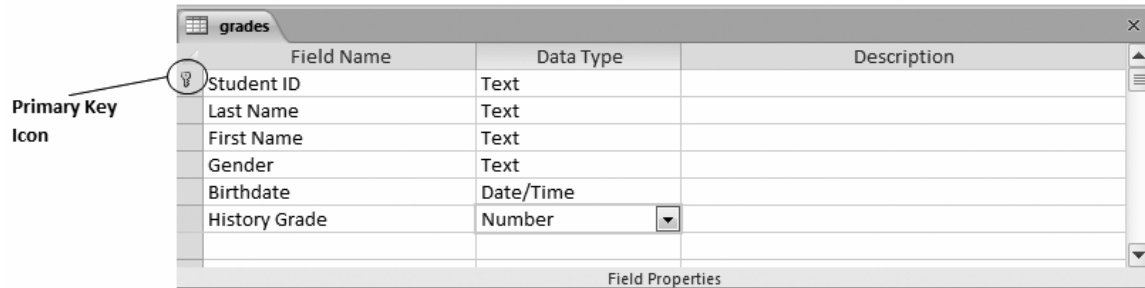 grades
Field Name Data Type Description
Student ID Text
Primary Key
Icon
Last Name Text
First Name Text
Gender Text
Birthdate Date/Time
History Grade Number
Field Properties